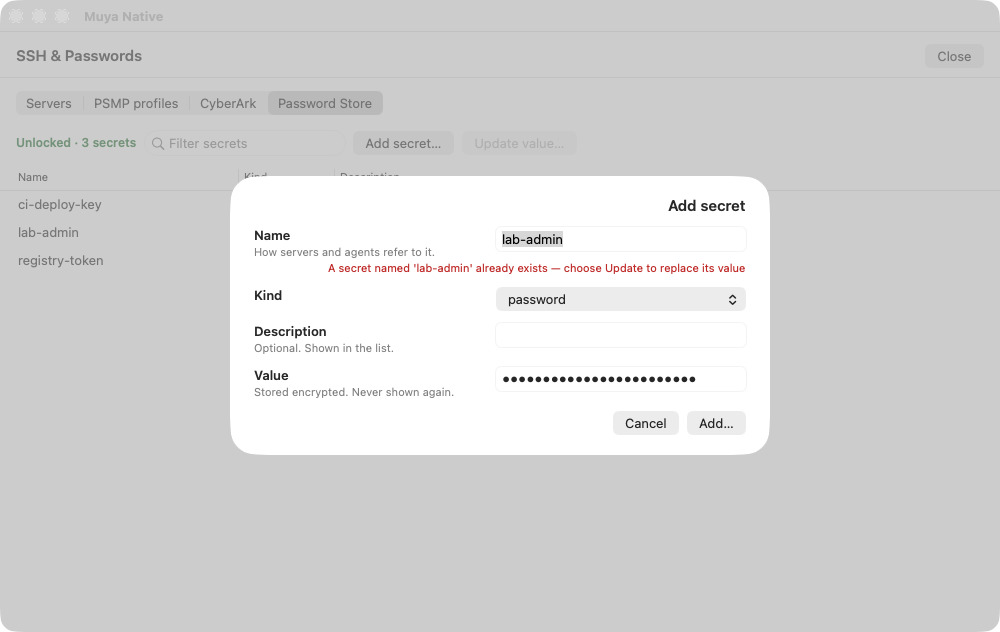 Muya Native
SSH & Passwords
Close
Servers
PSMP profiles
CyberArk
Password Store
Unlocked · 3 secrets
Filter secrets
Add secret...
Update value...
Name
Kind
Description
ci-deploy-key
lab-admin
registry-token
Add secret
Name
lab-admin
How servers and agents refer to it.
A secret named 'lab-admin' already exists — choose Update to replace its value
Kind
password
Description
Optional. Shown in the list.
Value
●●●●●●●●●●●●●●●●●●●●●●●●
Stored encrypted. Never shown again.
Cancel
Add...